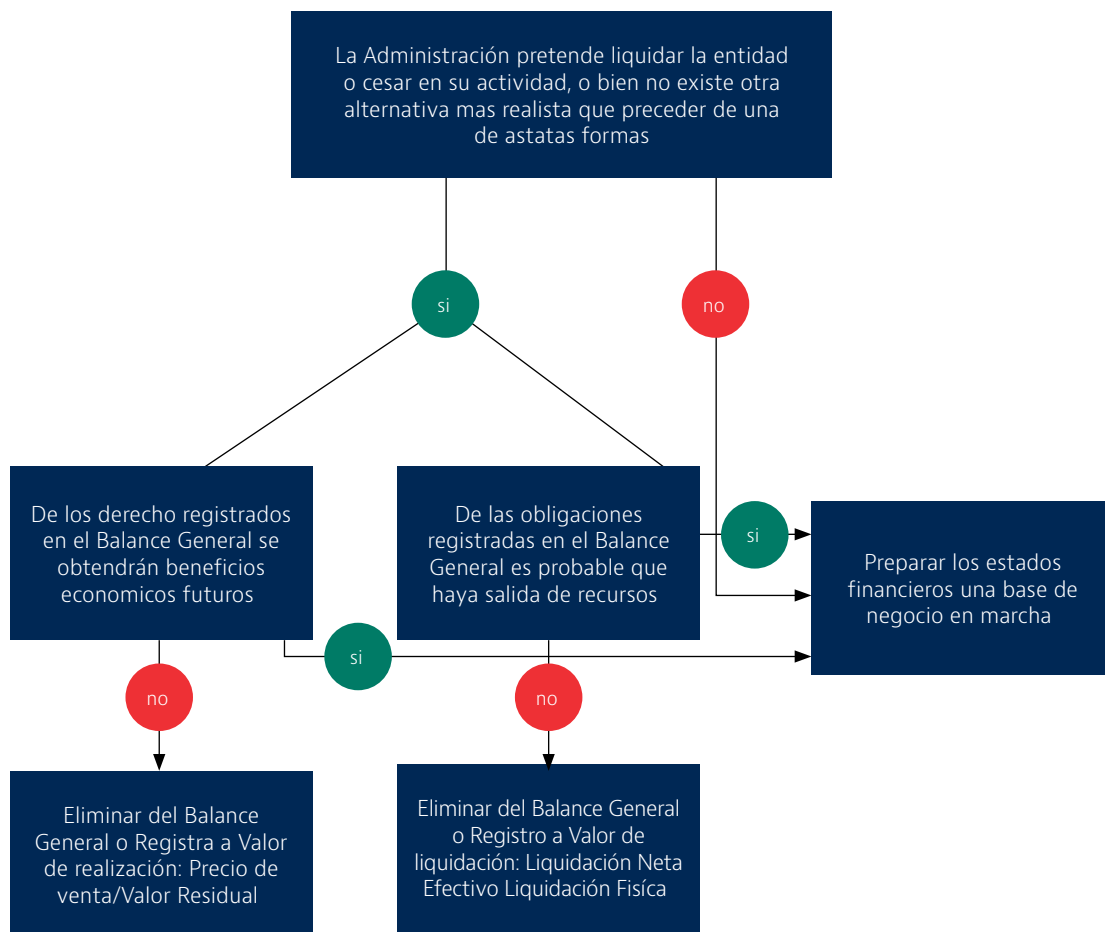 La Administración pretende liquidar la entidad
o cesar en su actividad, o bien no existe otra
alternativa mas realista que preceder de una
de astatas formas
si
no
De los derecho registrados
en el Balance General se
obtendrán beneficios
economicos futuros
De las obligaciones
registradas en el Balance
General es probable que
haya salida de recursos
si
Preparar los estados
financieros una base de
negocio en marcha
si
no
no
Eliminar del Balance
General o Registra a Valor
de realización: Precio de
venta/Valor Residual
Eliminar del Balance General
o Registro a Valor de
liquidación: Liquidación Neta
Efectivo Liquidación Fisíca